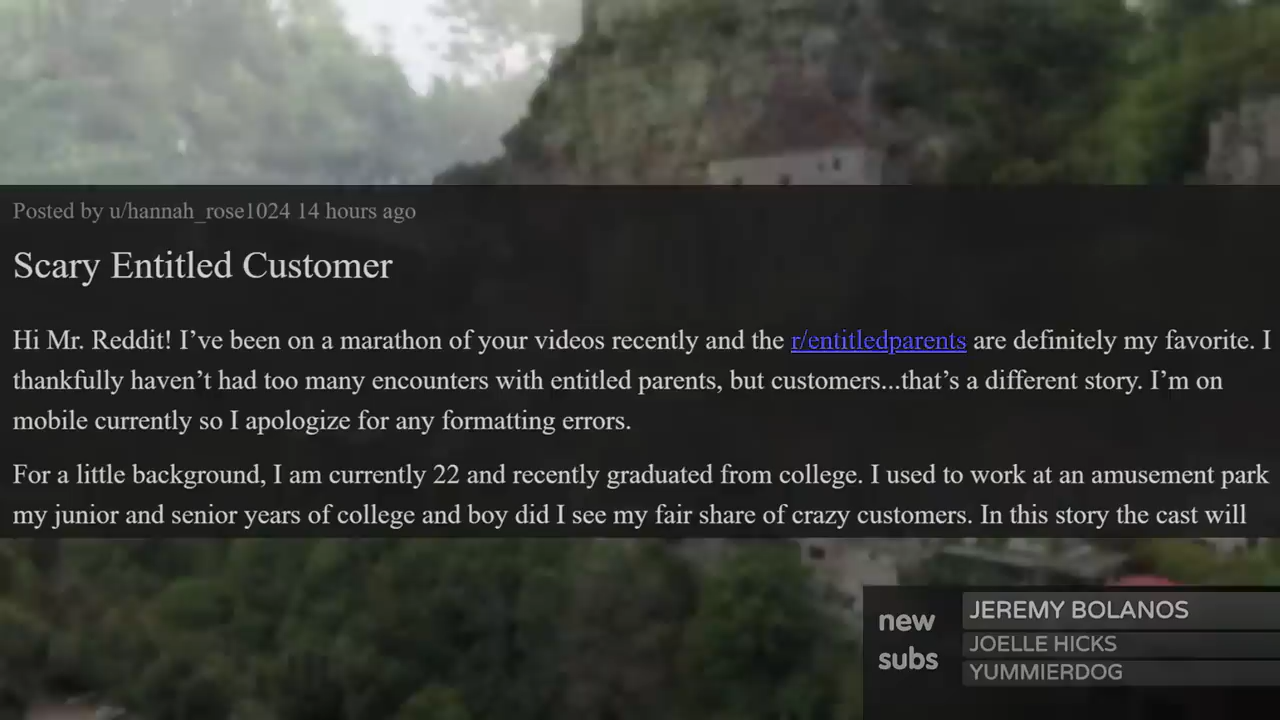 Posted by u/hannah_rose1024 14 hours ago
Scary Entitled Customer
Hi Mr. Reddit! I’ve been on a marathon of your videos recently and the r/entitledparents are definitely my favorite. I
thankfully haven’t had too many encounters with entitled parents, but customers...that’s a different story. I’m on
mobile currently so I apologize for any formatting errors.
For a little background, I am currently 22 and recently graduated from college. I used to work at an amusement park
my junior and senior years of college and boy did I see my fair share of crazy customers. In this story the cast will
new
subs
JEREMY BOLANOS
JOELLE HICKS
YUMMIERDOG